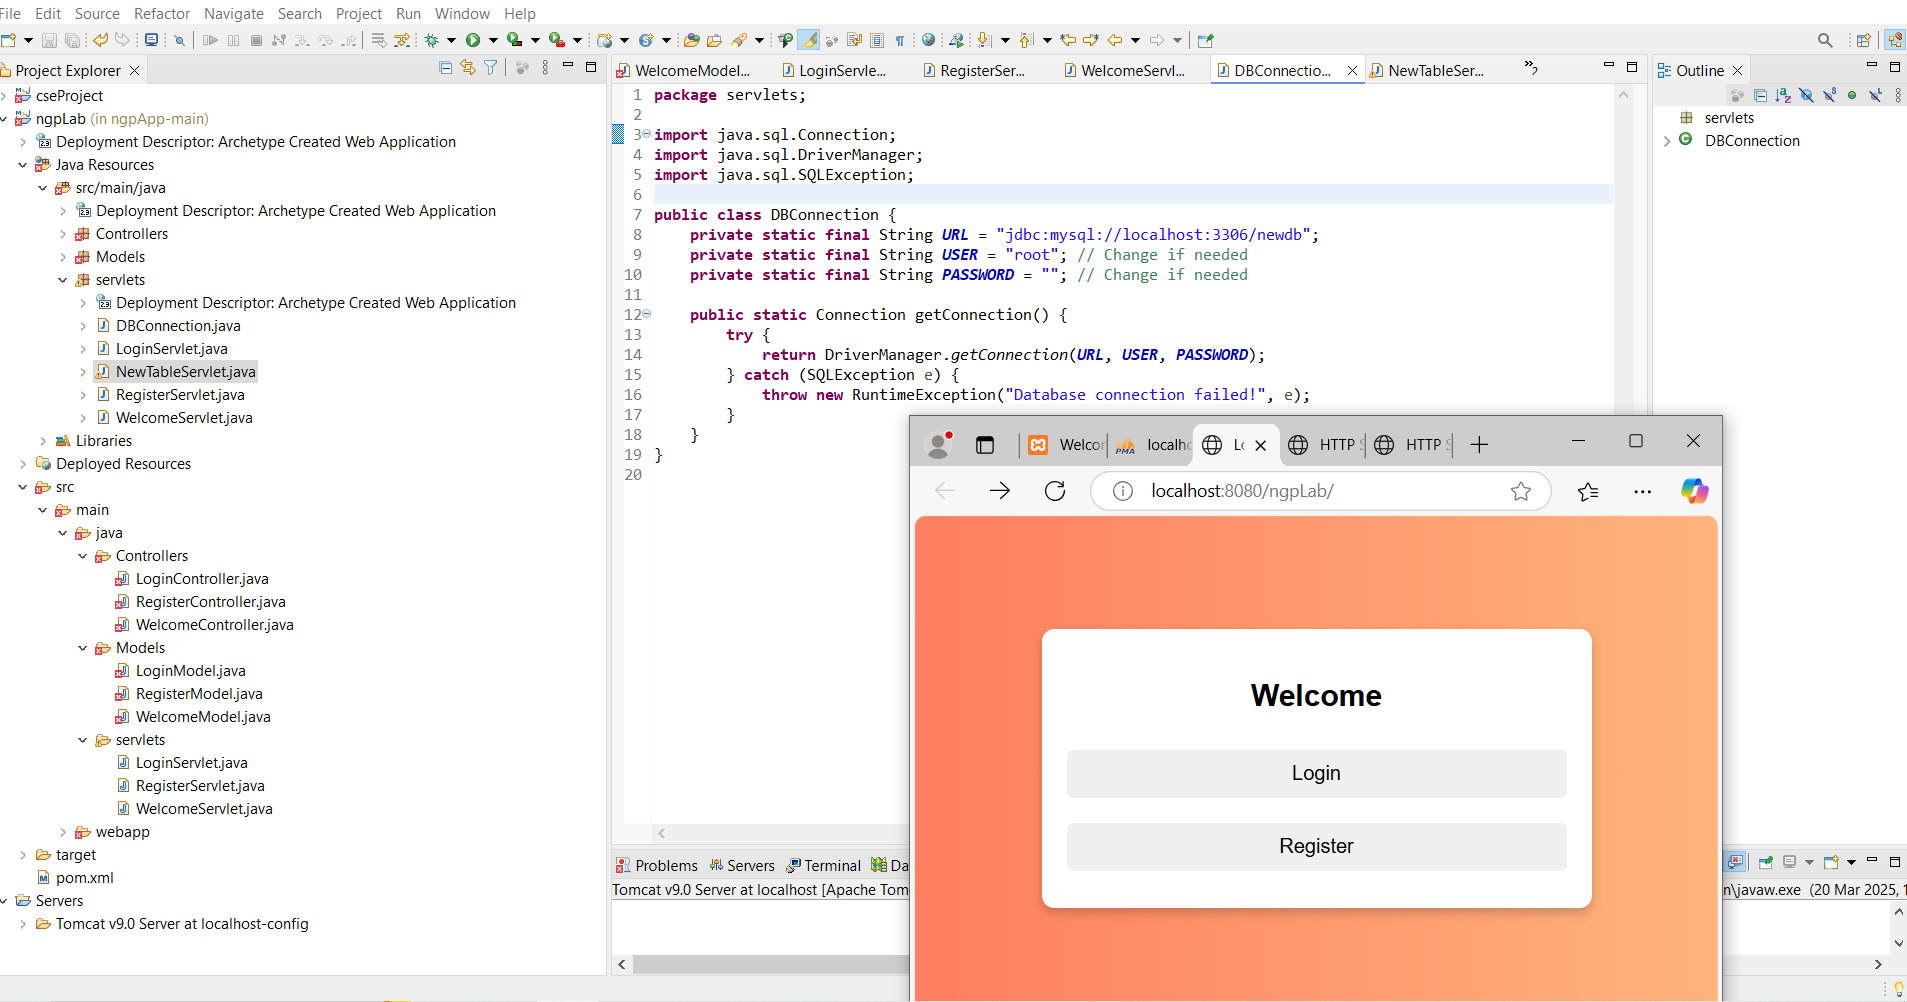 File Edit Source Refactor Navigate Search Project Run Window Help
Project Explorer
cseProject
ngpLab (in ngpApp-main)
Deployment Descriptor: Archetype Created Web Application
Java Resources
src/main/java
Deployment Descriptor: Archetype Created Web Application
Controllers
Models
servlets
Deployment Descriptor: Archetype Created Web Application
DBConnection.java
LoginServlet.java
NewTableServlet.java
RegisterServlet.java
WelcomeServlet.java
Libraries
Deployed Resources
src
main
java
Controllers
LoginController.java
RegisterController.java
WelcomeController.java
Models
LoginModel.java
RegisterModel.java
WelcomeModel.java
servlets
LoginServlet.java
RegisterServlet.java
WelcomeServlet.java
webapp
target
pom.xml
Servers
Tomcat v9.0 Server at localhost-config
WelcomeModel... LoginServle... RegisterSer... WelcomeServl... DBConnectio... NewTableSer... »7
1 package servlets;
2
3 import java.sql.Connection;
4 import java.sql.DriverManager;
5 import java.sql.SQLException;
6
7 public class DBConnection {
8 private static final String URL = "jdbc:mysql://localhost:3306/newdb";
9 private static final String USER = "root"; // Change if needed
10 private static final String PASSWORD = ""; // Change if needed
11
12 public static Connection getConnection() {
13 try {
14 return DriverManager.getConnection(URL, USER, PASSWORD);
15 } catch (SQLException e) {
16 throw new RuntimeException("Database connection failed!", e);
17 }
18 }
19 }
20
Outline
servlets
DBConnection
Problems Servers Terminal Da
Tomcat v9.0 Server at localhost [Apache Tom
n\javaw.exe (20 Mar 2025, 1
Welcor localho Lo HTTP S HTTP S
localhost:8080/ngpLab/
Welcome
Login
Register